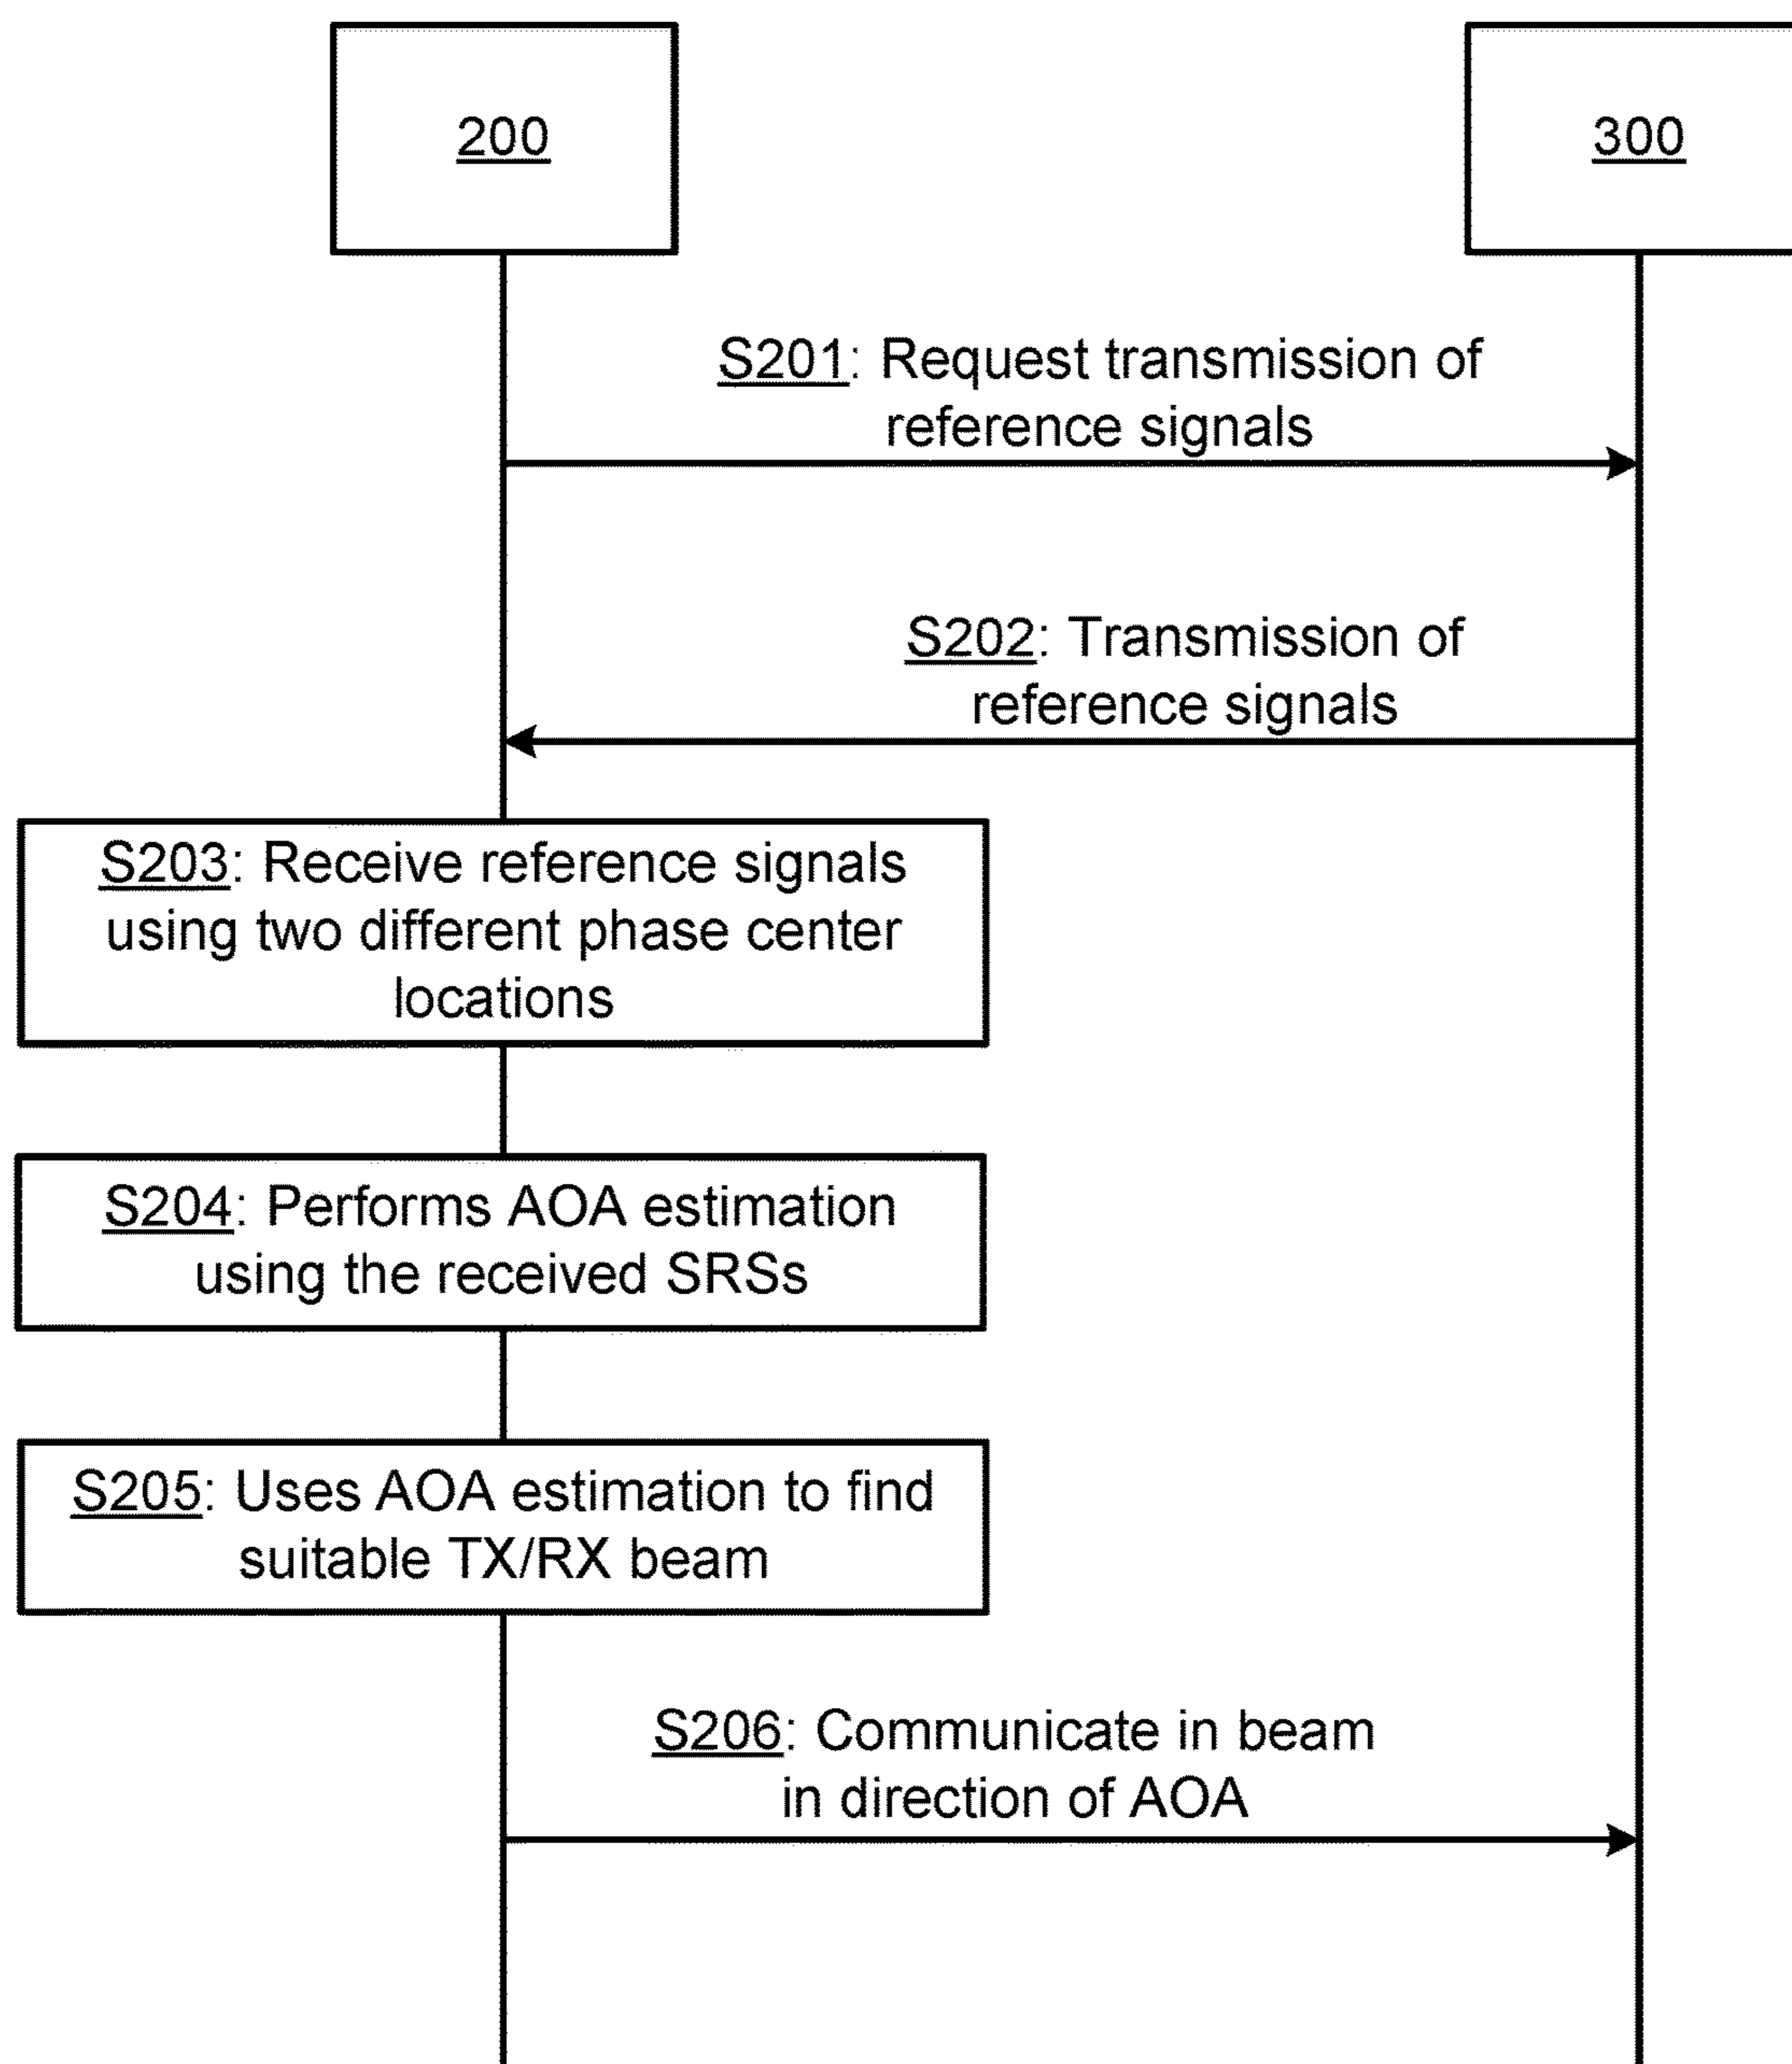 200
300
S201: Request transmission of
reference signals
S202: Transmission of
reference signals
S203: Receive reference signals
using two different phase center
locations
S204: Performs AOA estimation
using the received SRSs
S205: Uses AOA estimation to find
suitable TX/RX beam
S206: Communicate in beam
in direction of AOA